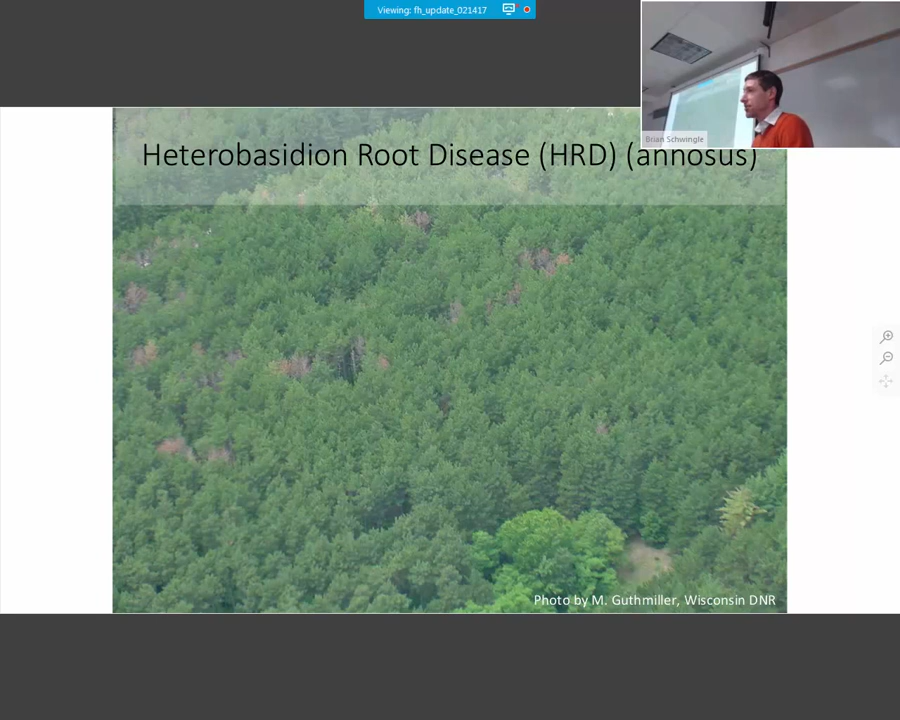 Viewing: fh_update_021417
Brian Schwingle
Heterobasidion Root Disease (HRD) (annosus)
Photo by M. Guthmiller, Wisconsin DNR